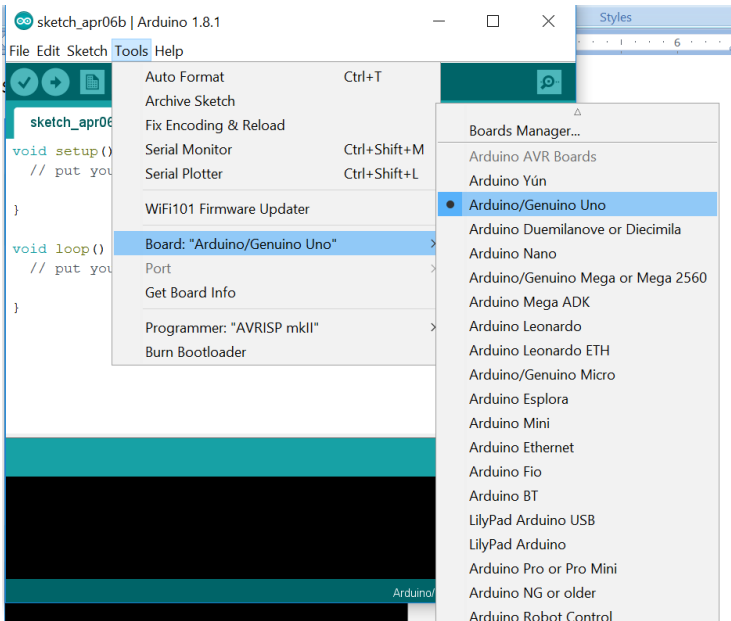 sketch_apr06b | Arduino 1.8.1
Styles
File Edit Sketch Tools Help
6
sketch_apr06
void setup()
// put you
}
void loop()
// put you
}
Auto Format Ctrl+T
Archive Sketch
Fix Encoding & Reload
Serial Monitor Ctrl+Shift+M
Serial Plotter Ctrl+Shift+L
WiFi101 Firmware Updater
Board: "Arduino/Genuino Uno"
Port
Get Board Info
Programmer: "AVRISP mkII"
Burn Bootloader
Boards Manager...
Arduino AVR Boards
Arduino Yún
Arduino/Genuino Uno
Arduino Duemilanove or Diecimila
Arduino Nano
Arduino/Genuino Mega or Mega 2560
Arduino Mega ADK
Arduino Leonardo
Arduino Leonardo ETH
Arduino/Genuino Micro
Arduino Esplora
Arduino Mini
Arduino Ethernet
Arduino Fio
Arduino BT
LilyPad Arduino USB
LilyPad Arduino
Arduino Pro or Pro Mini
Arduino NG or older
Arduino Robot Control
Arduino/